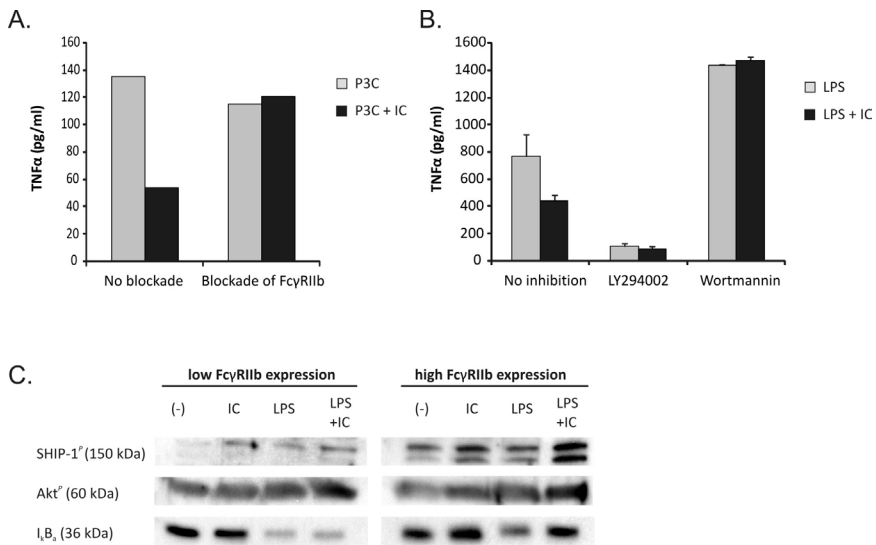 A.
160
140
120
100
80
60
40
20
0
TNFα (pg/ml)
No blockade
Blockade of FcγRIIb
P3C
P3C + IC
B.
1600
1400
1200
1000
800
600
400
200
0
TNFα (pg/ml)
No inhibition
LY294002
Wortmannin
LPS
LPS + IC
C.
low FcγRIIb expression
high FcγRIIb expression
(-) IC LPS LPS +IC
(-) IC LPS LPS +IC
SHIP-1ᴾ (150 kDa)
Aktᴾ (60 kDa)
IₖBₐ (36 kDa)